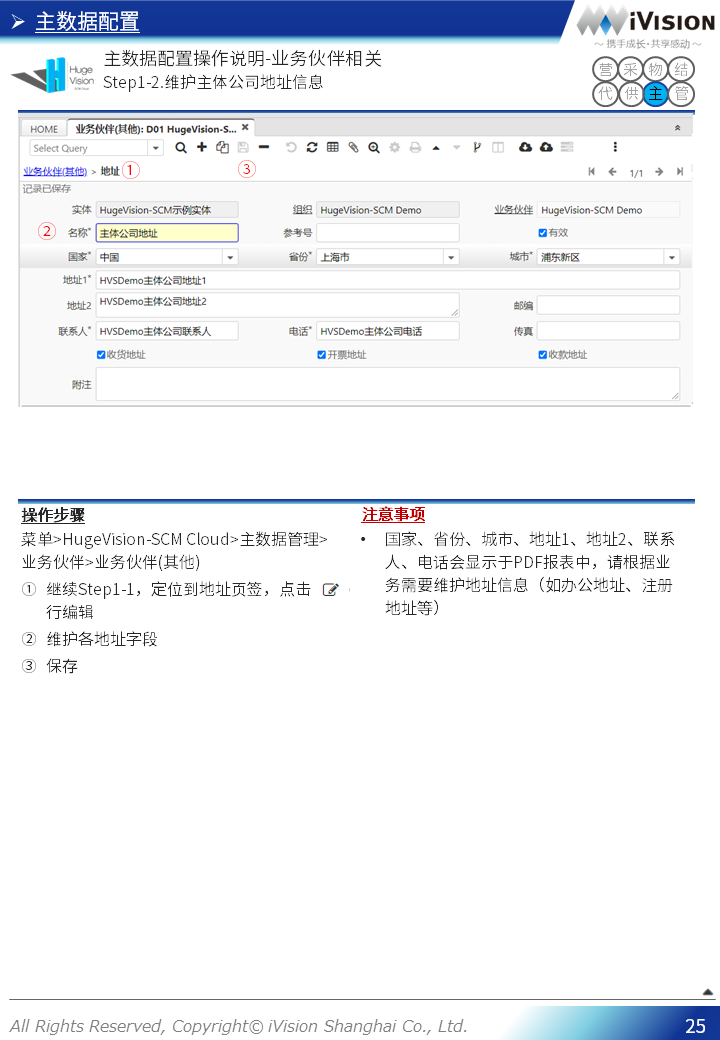 主数据配置
iVISION
～ 携手成长·共享感动 ～
Huge
Vision
主数据配置操作说明-业务伙伴相关
Step1-2.维护主体公司地址信息
营 采 物 结
代 供 主 管
HOME 业务伙伴(其他): D01 HugeVision-S...
Select Query
业务伙伴(其他) > 地址 ① ③
1/1
记录已保存
实体 HugeVision-SCM示例实体 组织 HugeVision-SCM Demo 业务伙伴 HugeVision-SCM Demo
② 名称* 主体公司地址 参考号 有效
国家* 中国 省份* 上海市 城市* 浦东新区
地址1* HVSDemo主体公司地址1
地址2 HVSDemo主体公司地址2 邮编
联系人* HVSDemo主体公司联系人 电话* HVSDemo主体公司电话 传真
收货地址 开票地址 收款地址
附注
操作步骤
菜单>HugeVision-SCM Cloud>主数据管理>
业务伙伴>业务伙伴(其他)
① 继续Step1-1，定位到地址页签，点击
行编辑
② 维护各地址字段
③ 保存
注意事项
• 国家、省份、城市、地址1、地址2、联系
人、电话会显示于PDF报表中，请根据业
务需要维护地址信息（如办公地址、注册
地址等）
All Rights Reserved, Copyright© iVision Shanghai Co., Ltd.
25